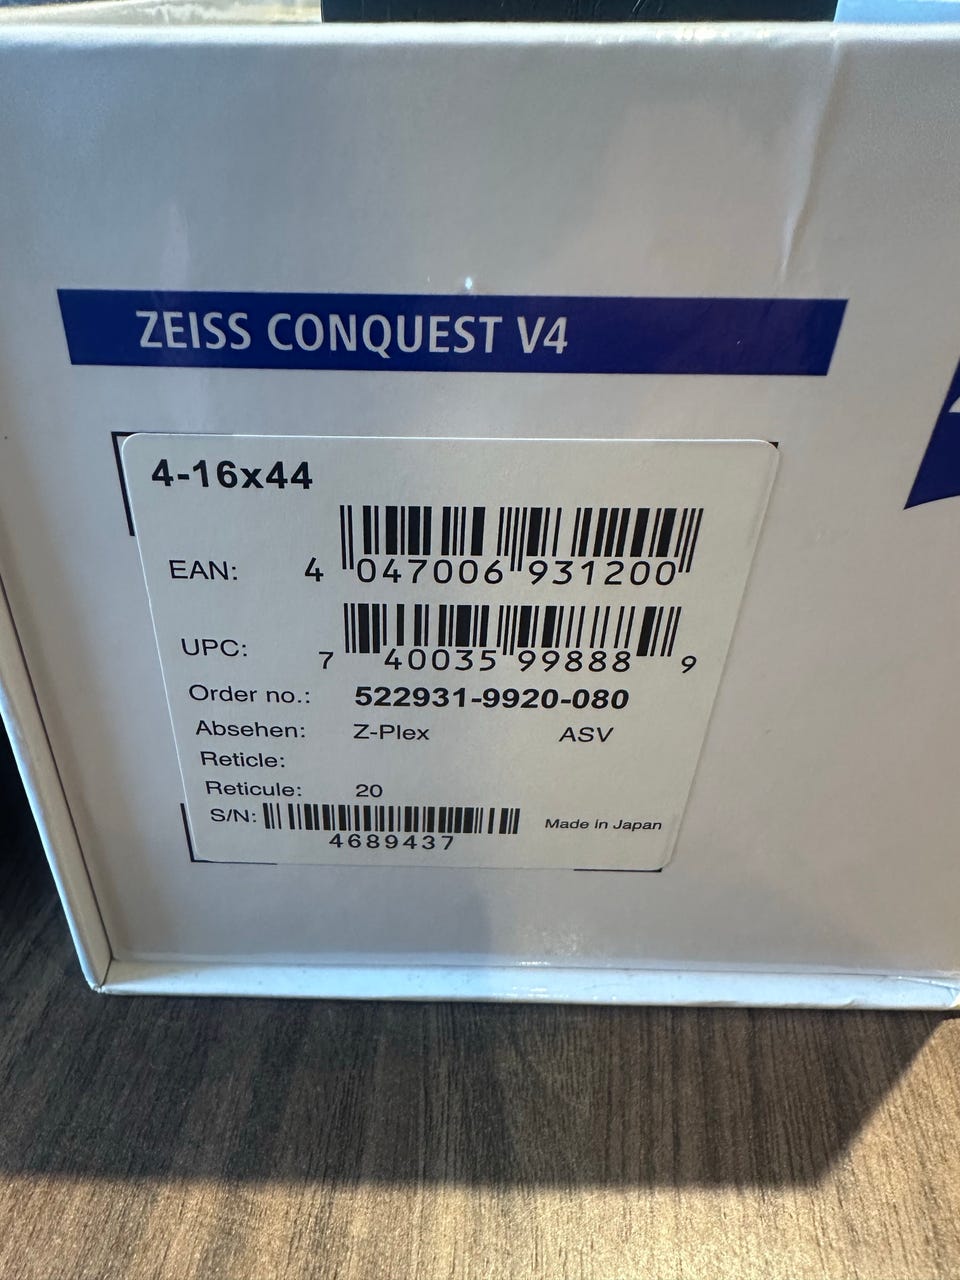 ZEISS CONQUEST V4
4-16x44
EAN: 4 047006 931200
UPC: 7 40035 99888 9
Order no.: 522931-9920-080
Absehen: Z-Plex ASV
Reticle:
Reticule: 20
S/N: Made in Japan
4689437